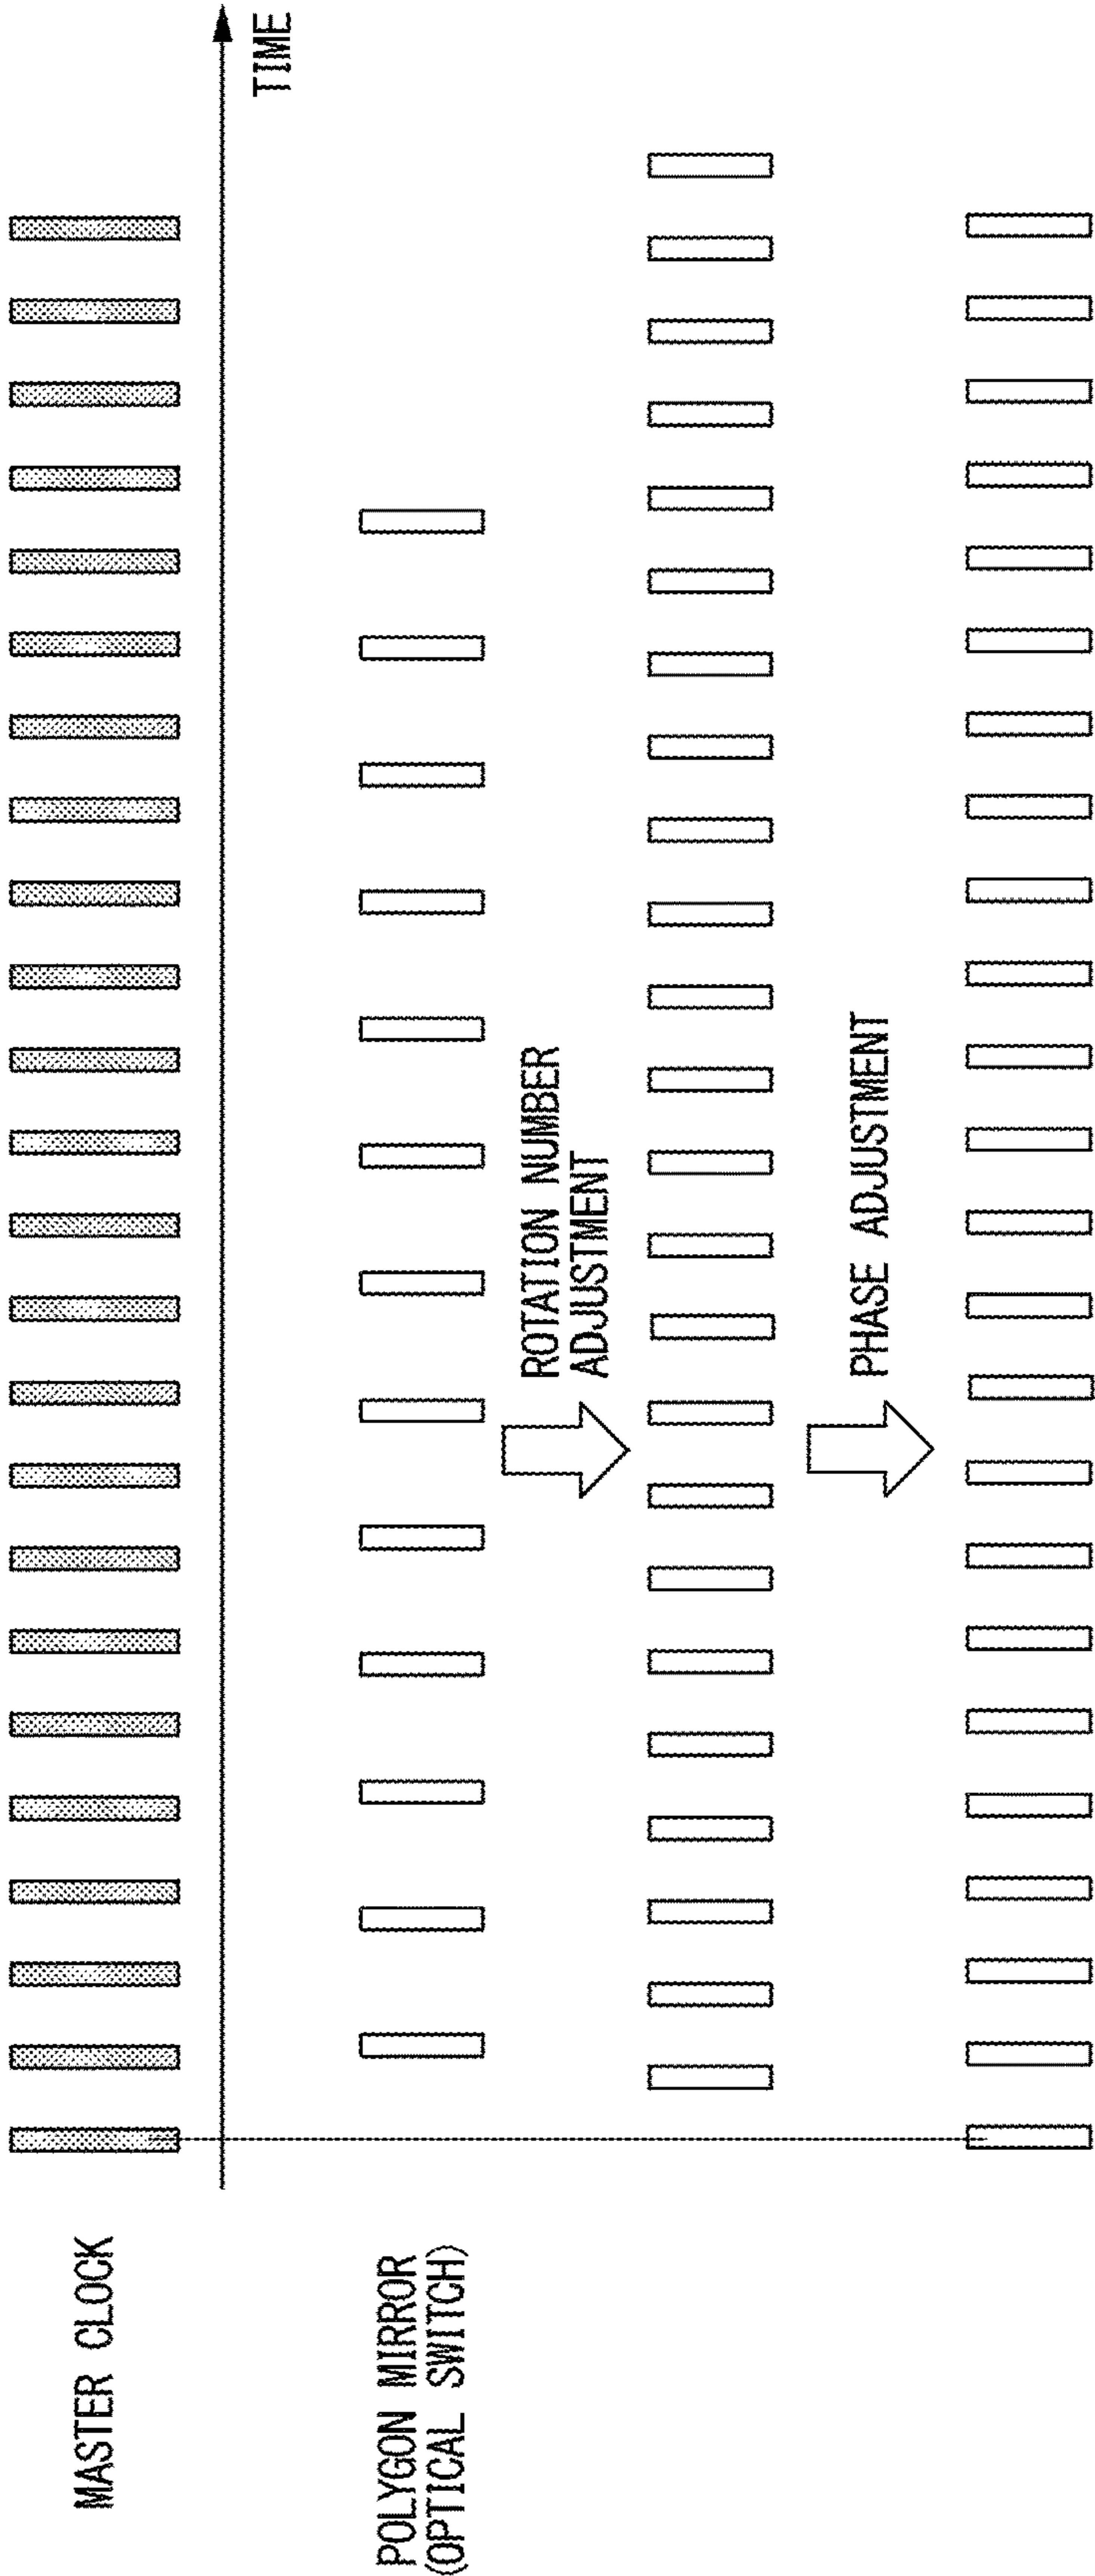 MASTER CLOCK
TIME
POLYGON MIRROR
(OPTICAL SWITCH)
ROTATION NUMBER
ADJUSTMENT
PHASE ADJUSTMENT